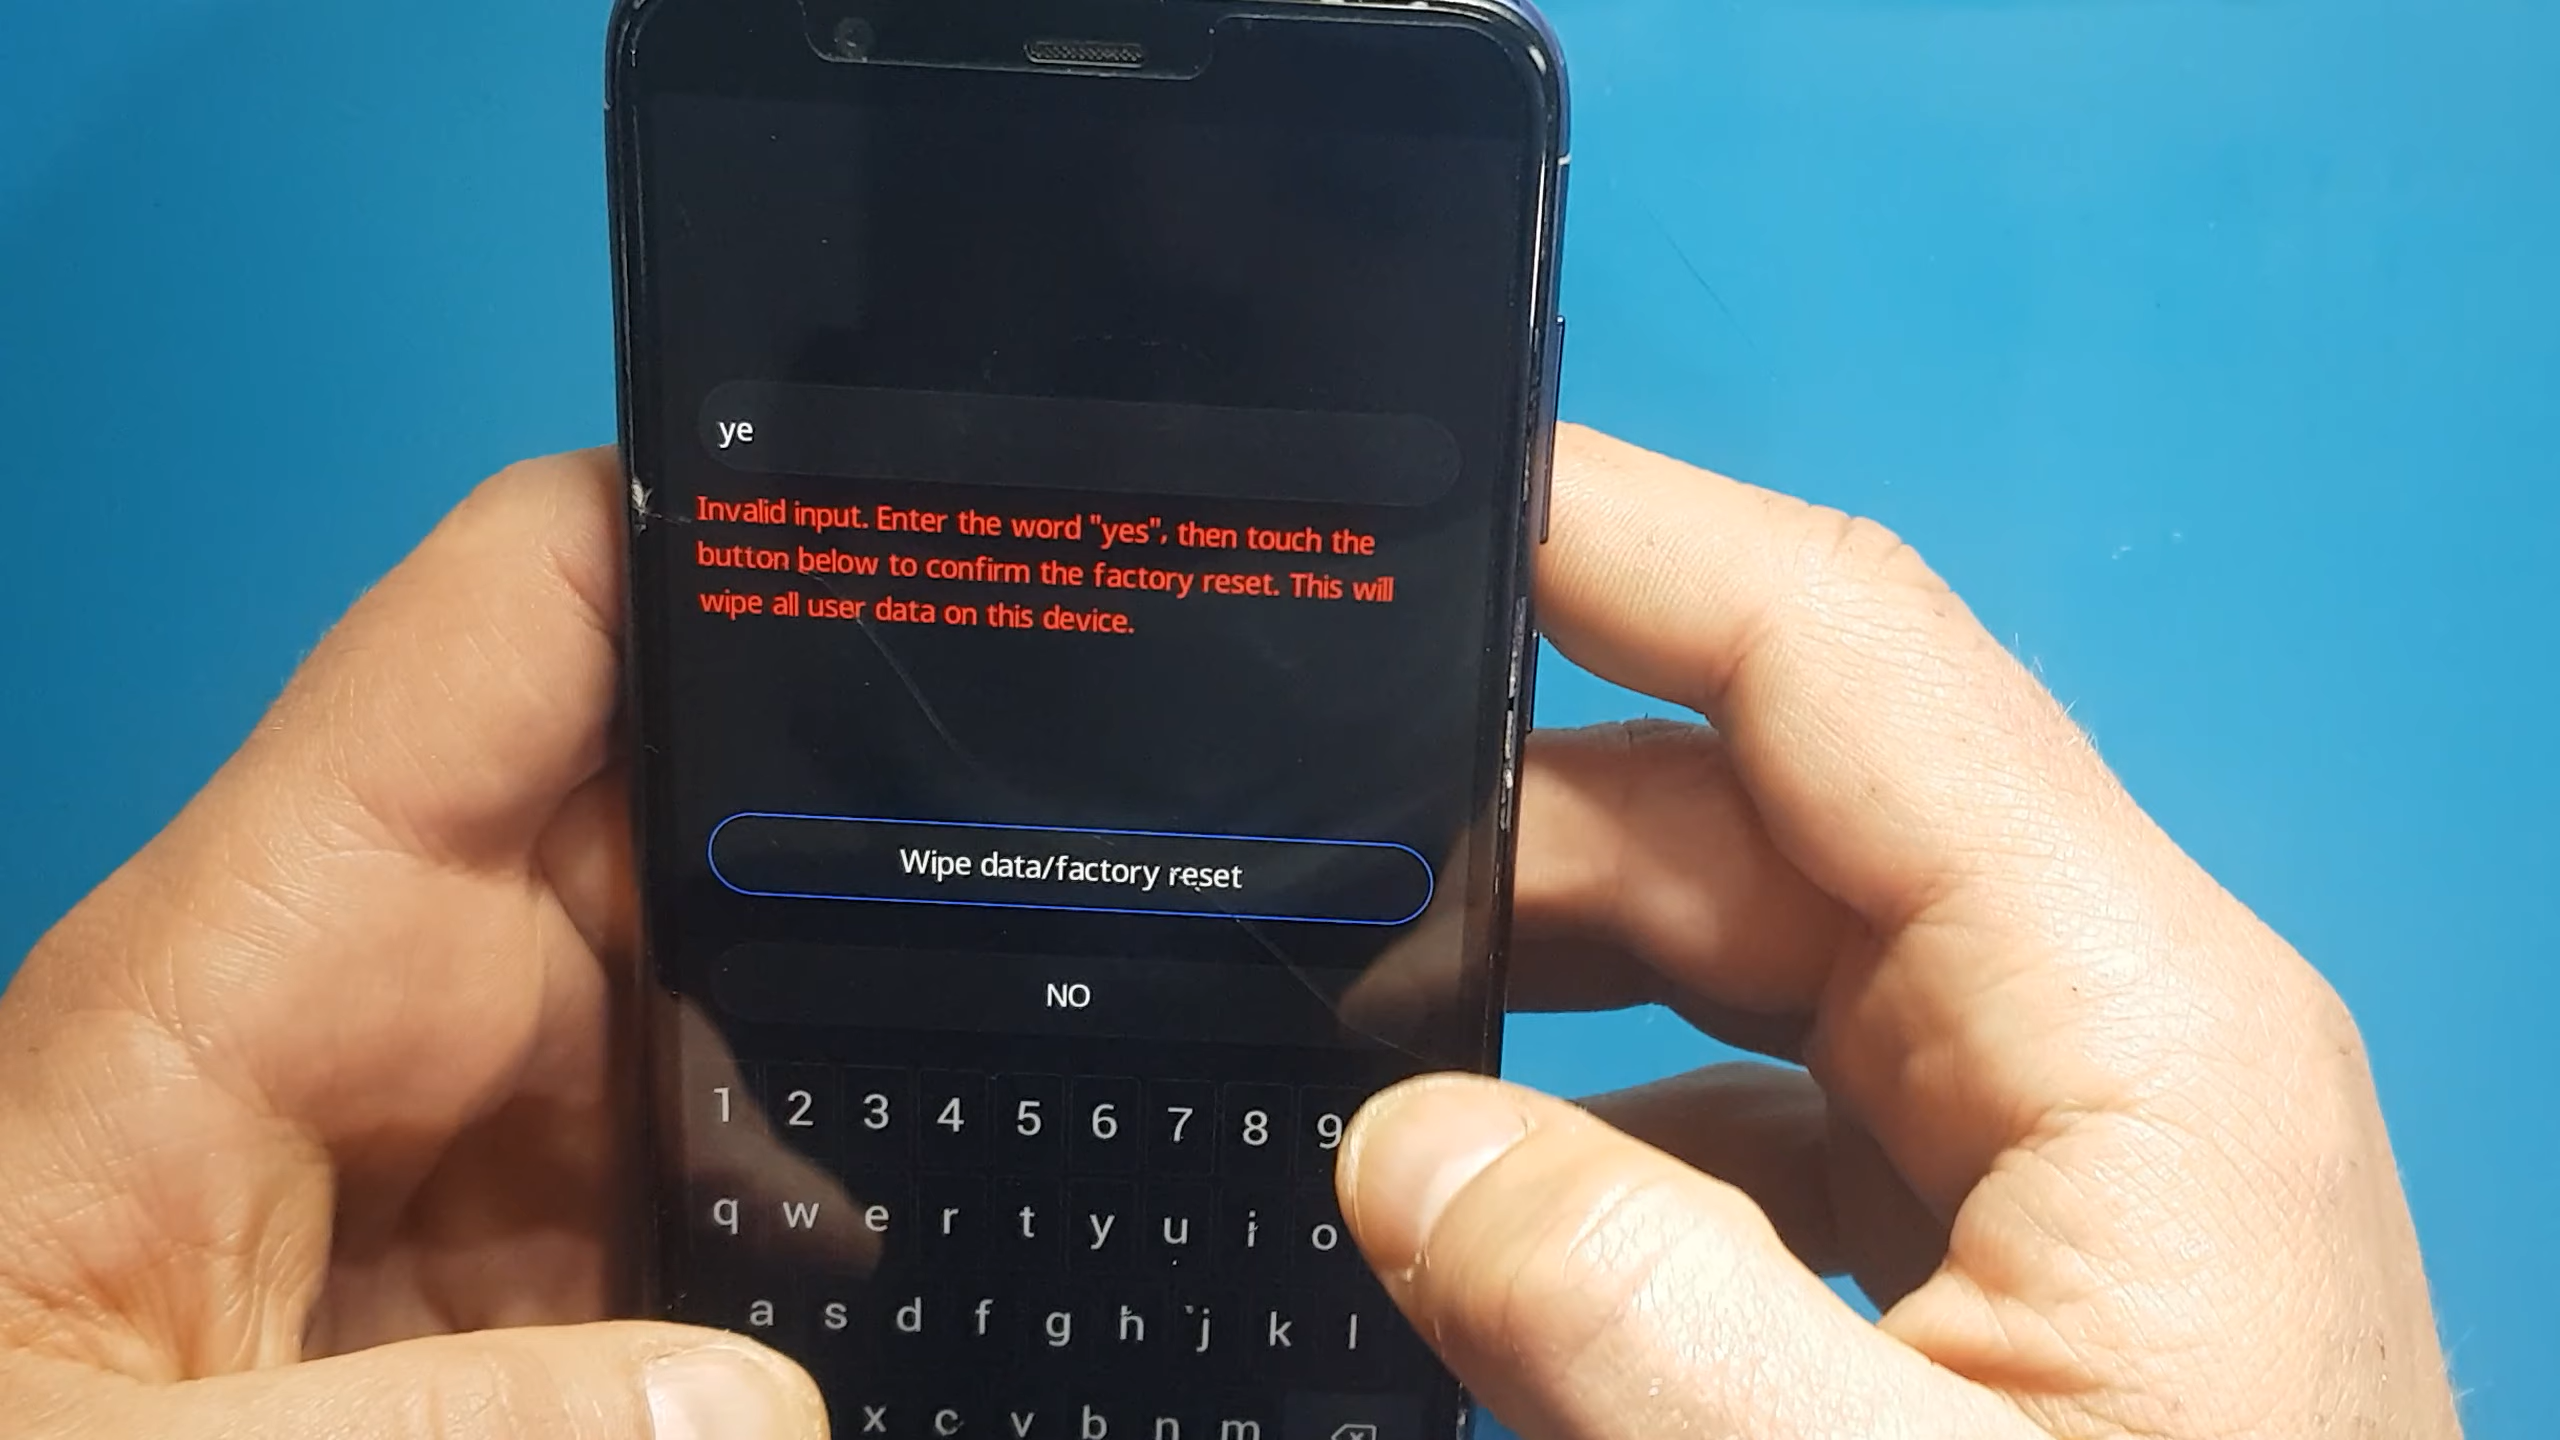 ye
Invalid input. Enter the word "yes", then touch the
button below to confirm the factory reset. This will
wipe all user data on this device.
Wipe data/factory reset
NO
1 2 3 4 5 6 7 8 9
q w e r t y u i o
a s d f g h j k l
x c v b n m